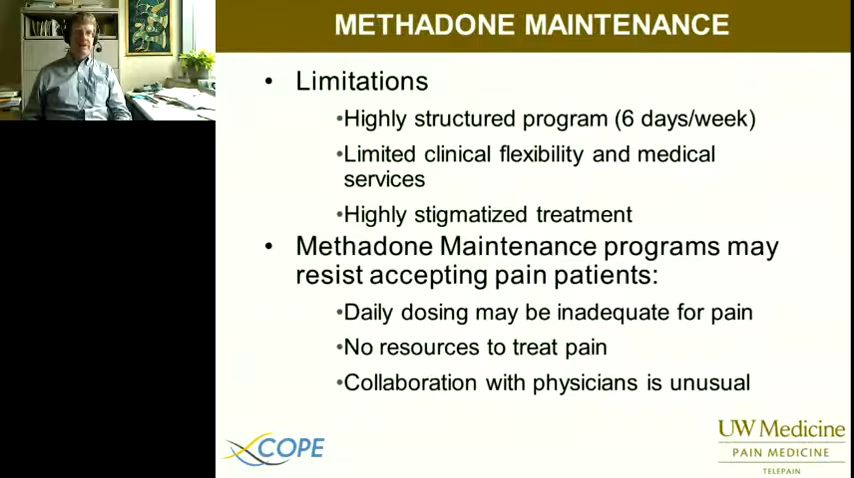 METHADONE MAINTENANCE
• Limitations
•Highly structured program (6 days/week)
•Limited clinical flexibility and medical
services
•Highly stigmatized treatment
• Methadone Maintenance programs may
resist accepting pain patients:
•Daily dosing may be inadequate for pain
•No resources to treat pain
•Collaboration with physicians is unusual
COPE
UW Medicine
PAIN MEDICINE
TELEPAIN